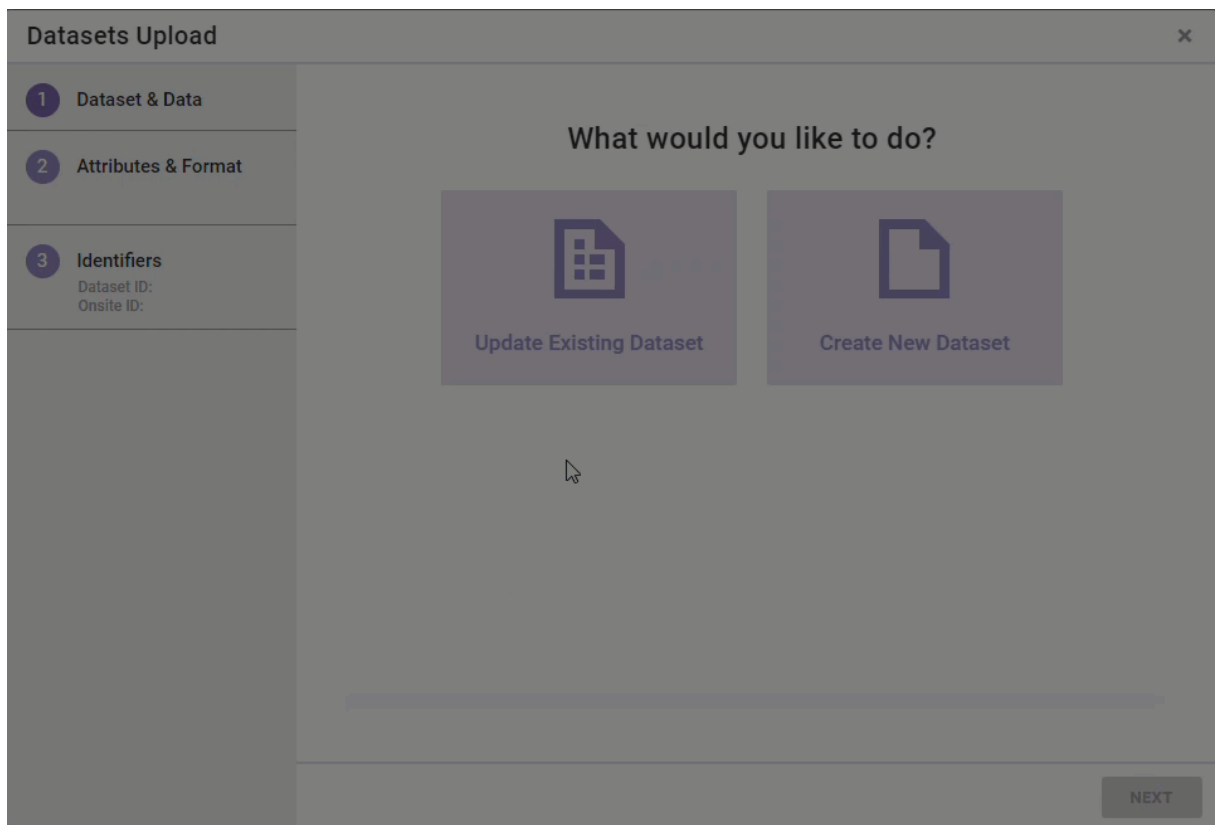 Datasets Upload
×
1
Dataset & Data
2
Attributes & Format
3
Identifiers
Dataset ID:
Onsite ID:
What would you like to do?
Update Existing Dataset
Create New Dataset
NEXT